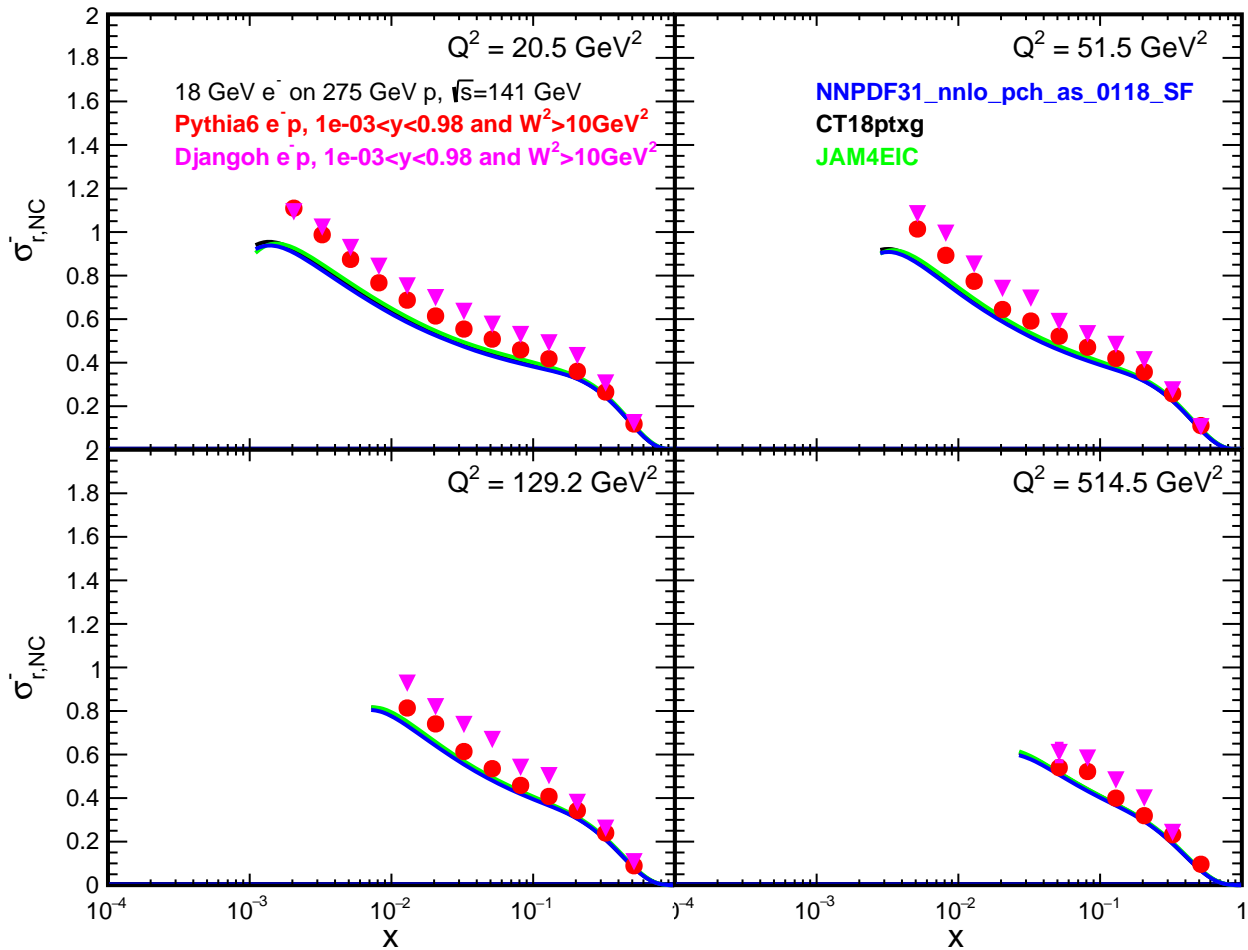 Q² = 20.5 GeV²
18 GeV e⁻ on 275 GeV p, √s=141 GeV
Pythia6 e⁻p, 1e-03<y<0.98 and W²>10GeV²
Djangoh e⁻p, 1e-03<y<0.98 and W²>10GeV²
2
1.8
1.6
1.4
1.2
1
0.8
0.6
0.4
0.2
0
σ⁻r,NC
Q² = 51.5 GeV²
NNPDF31_nnlo_pch_as_0118_SF
CT18ptxg
JAM4EIC
Q² = 129.2 GeV²
2
1.8
1.6
1.4
1.2
1
0.8
0.6
0.4
0.2
0
σ⁻r,NC
10⁻⁴ 10⁻³ 10⁻² 10⁻¹
x
Q² = 514.5 GeV²
0⁻⁴ 10⁻³ 10⁻² 10⁻¹ 1
x